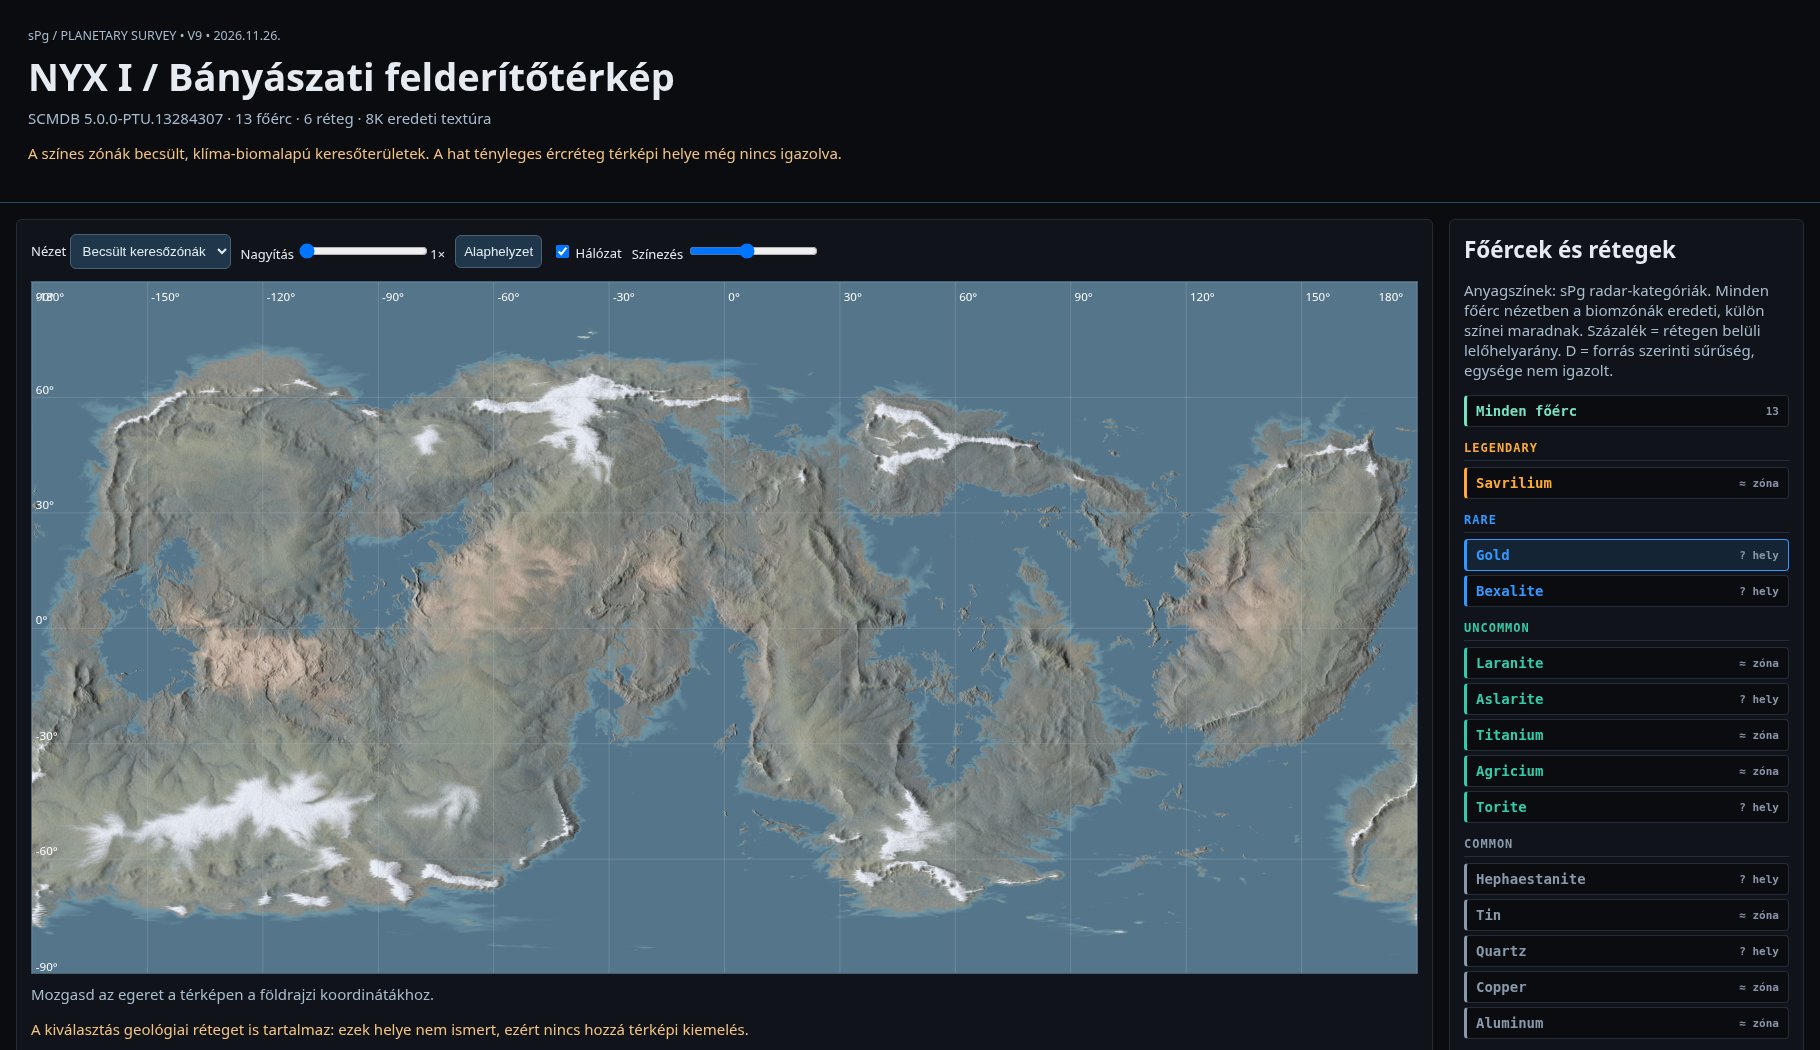 sPg / PLANETARY SURVEY • V9 • 2026.11.26.
NYX I / Bányászati felderítőtérkép
SCMDB 5.0.0-PTU.13284307 · 13 főérc · 6 réteg · 8K eredeti textúra
A színes zónák becsült, klíma-biomalapú keresőterületek. A hat tényleges ércréteg térképi helye még nincs igazolva.
Nézet Becsült keresőzónák Nagyítás 1× Alaphelyzet Hálózat Színezés
-150° -120° -90° -60° -30° 0° 30° 60° 90° 120° 150° 180°
60°
30°
0°
-30°
-60°
-90°
Mozgasd az egeret a térképen a földrajzi koordinátákhoz.
A kiválasztás geológiai réteget is tartalmaz: ezek helye nem ismert, ezért nincs hozzá térképi kiemelés.
Főércek és rétegek
Anyagszínek: sPg radar-kategóriák. Minden
főérc nézetben a biomzónák eredeti, külön
színei maradnak. Százalék = rétegen belüli
lelőhelyarány. D = forrás szerinti sűrűség,
egysége nem igazolt.
Minden főérc 13
LEGENDARY
Savrilium ≈ zóna
RARE
Gold ? hely
Bexalite ? hely
UNCOMMON
Laranite ≈ zóna
Aslarite ? hely
Titanium ≈ zóna
Agricium ≈ zóna
Torite ? hely
COMMON
Hephaestanite ? hely
Tin ≈ zóna
Quartz ? hely
Copper ≈ zóna
Aluminum ≈ zóna